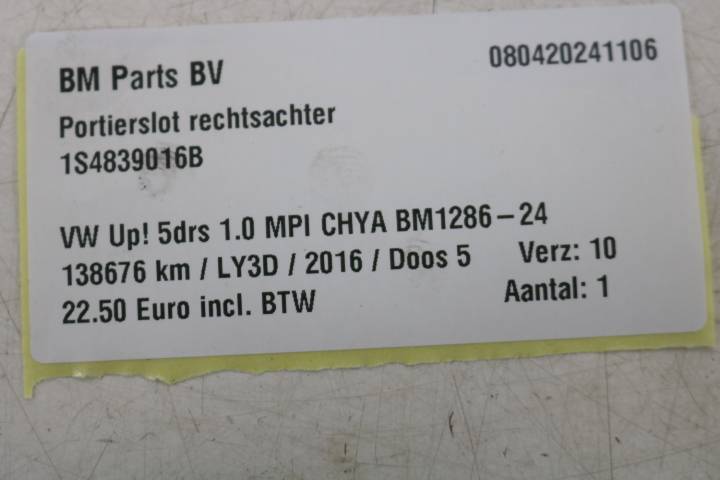 BM Parts BV 080420241106
Portierslot rechtsachter
1S4839016B
VW Up! 5drs 1.0 MPI CHYA BM1286-24
138676 km / LY3D / 2016 / Doos 5 Verz: 10
22.50 Euro incl. BTW Aantal: 1